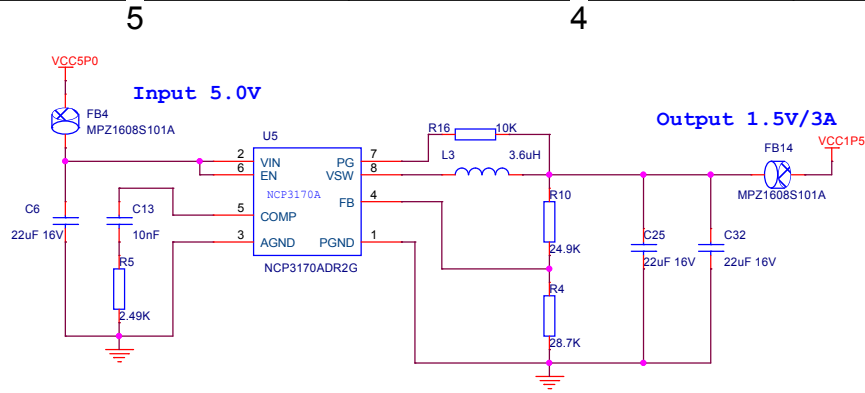 5
4
VCC5P0
Input 5.0V
FB4
MPZ1608S101A
U5
2
VIN
6
EN
NCP3170A
5
COMP
3
AGND
PG
7
VSW
8
FB
4
PGND
1
NCP3170ADR2G
C6
22uF 16V
C13
10nF
R5
2.49K
R16
10K
L3
3.6uH
R10
24.9K
R4
28.7K
Output 1.5V/3A
FB14
MPZ1608S101A
VCC1P5
C25
22uF 16V
C32
22uF 16V